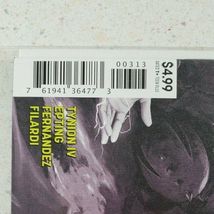 00313
7 61941 36477 3
$4.99
TYNION IV
EPTING
FERNANDEZ
FILARDI